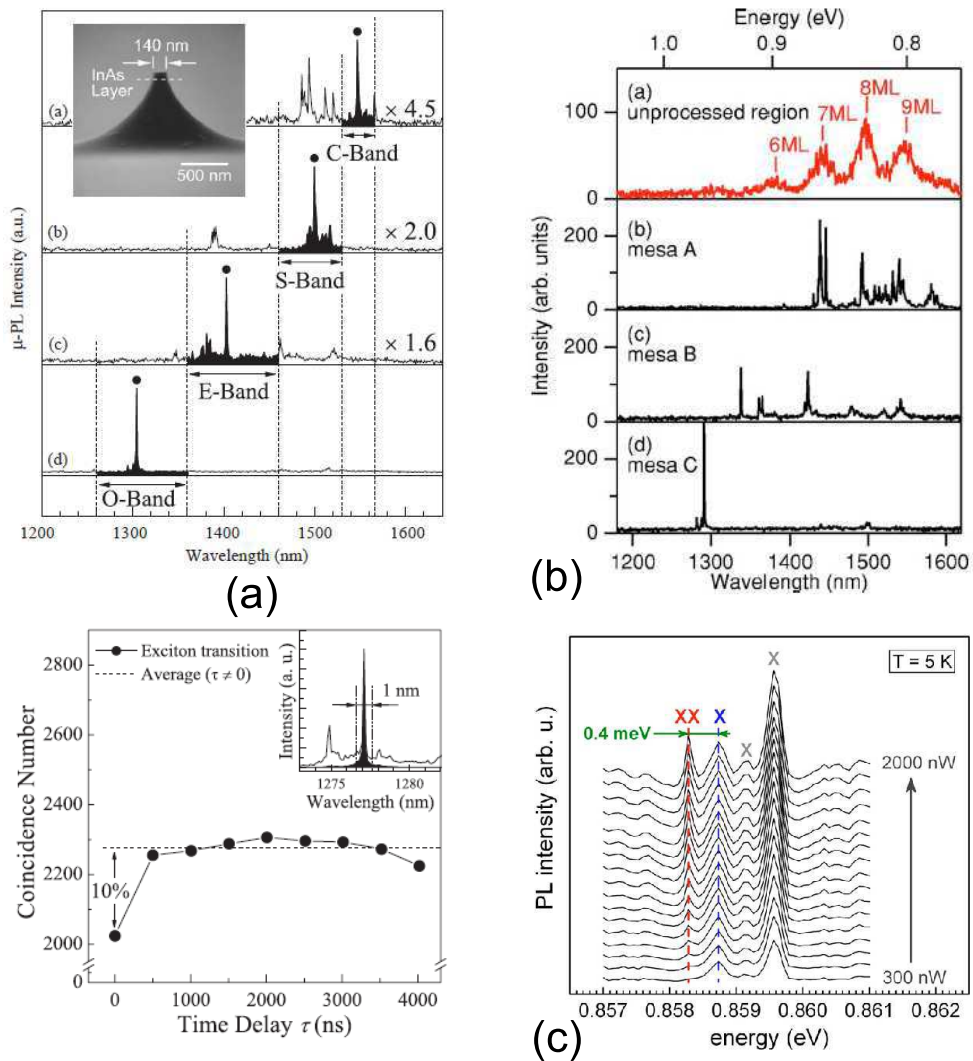 140 nm
InAs
Layer
500 nm
(a)
× 4.5
C-Band
(b)
× 2.0
S-Band
(c)
× 1.6
E-Band
(d)
O-Band
μ-PL Intensity (a.u.)
1200 1300 1400 1500 1600
Wavelength (nm)
(a)
Energy (eV)
1.0 0.9 0.8
(a)
unprocessed region
6ML
7ML
8ML
9ML
100
0
(b)
mesa A
200
0
(c)
mesa B
200
0
(d)
mesa C
200
0
Intensity (arb. units)
1200 1300 1400 1500 1600
Wavelength (nm)
(b)
Exciton transition
Average (τ ≠ 0)
Intensity (a. u.)
1 nm
1275 1280
Wavelength (nm)
2800
2600
2400
2200
2000
0
10%
Coincidence Number
0 1000 2000 3000 4000
Time Delay τ (ns)
T = 5 K
X
XX X
0.4 meV
X
2000 nW
300 nW
PL intensity (arb. u.)
0.857 0.858 0.859 0.860 0.861 0.862
energy (eV)
(c)